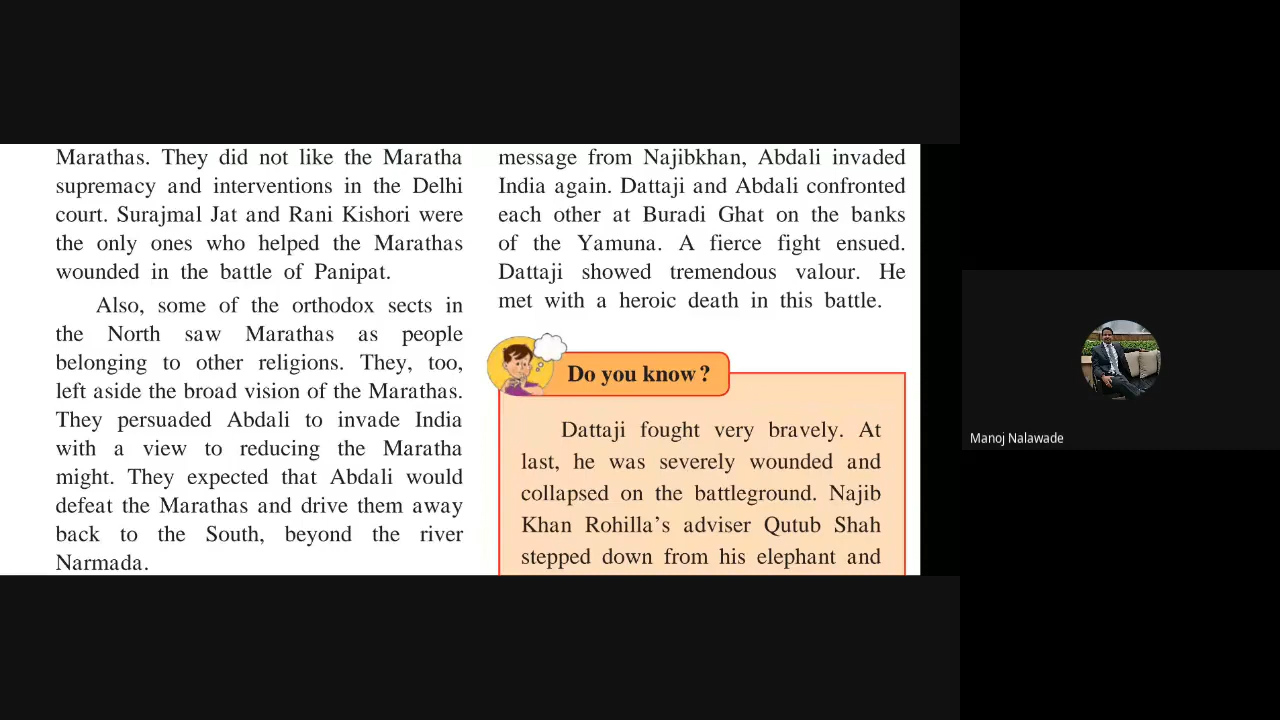 Marathas. They did not like the Maratha
supremacy and interventions in the Delhi
court. Surajmal Jat and Rani Kishori were
the only ones who helped the Marathas
wounded in the battle of Panipat.
Also, some of the orthodox sects in
the North saw Marathas as people
belonging to other religions. They, too,
left aside the broad vision of the Marathas.
They persuaded Abdali to invade India
with a view to reducing the Maratha
might. They expected that Abdali would
defeat the Marathas and drive them away
back to the South, beyond the river
Narmada.
message from Najibkhan, Abdali invaded
India again. Dattaji and Abdali confronted
each other at Buradi Ghat on the banks
of the Yamuna. A fierce fight ensued.
Dattaji showed tremendous valour. He
met with a heroic death in this battle.
Do you know?
Dattaji fought very bravely. At
last, he was severely wounded and
collapsed on the battleground. Najib
Khan Rohilla's adviser Qutub Shah
stepped down from his elephant and
Manoj Nalawade